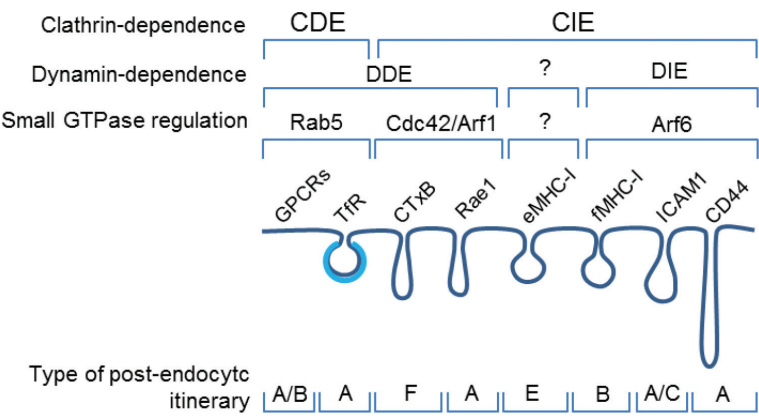 Clathrin-dependence CDE CIE
Dynamin-dependence DDE ? DIE
Small GTPase regulation Rab5 Cdc42/Arf1 ? Arf6
GPCRs TfR CTxB Rae1 eMHC-I fMHC-I ICAM1 CD44
Type of post-endocytc
itinerary A/B A F A E B A/C A